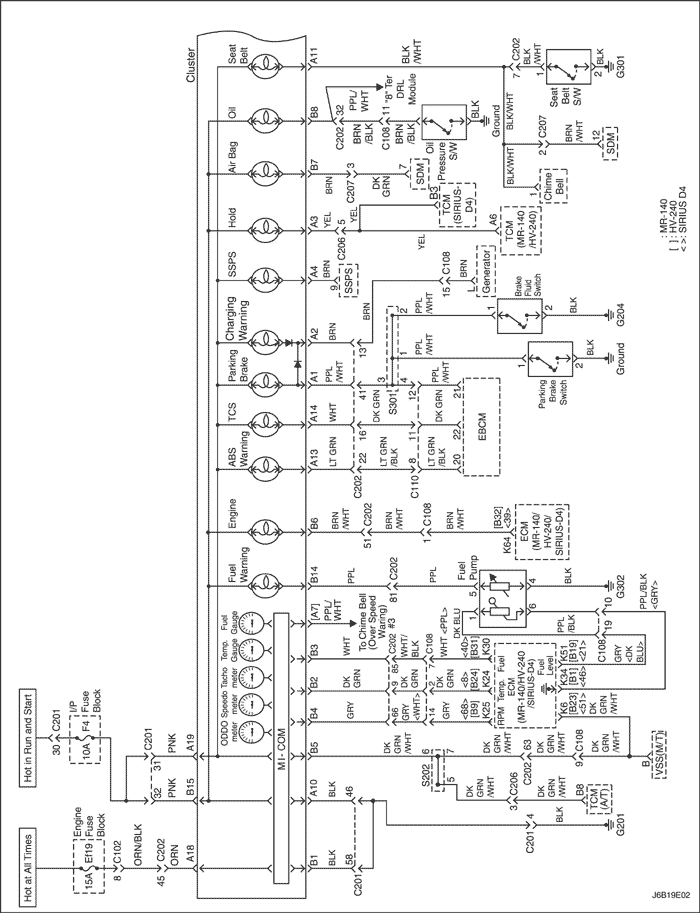 Hot at All Times
Hot in Run and Start
Engine
Ef19
Fuse
Block
15A
8
C102
ORN/BLK
45
C202
ORN
A18
30
C201
I/P
F4
Fuse
Block
10A
C201
32
31
PNK
PNK
B15
A19
Cluster
ODDO
meter
Speedo
meter
Tacho
meter
Temp.
Gauge
Fuel
Gauge
MI- COM
Fuel
Warning
Engine
ABS
Warning
TCS
Parking
Brake
Charging
Warning
SSPS
Hold
Air Bag
Oil
Seat
Belt
B1
A10
B5
B4
B2
B3
[A7]
B14
B6
A13
A14
A1
A2
A4
A3
B7
B8
A11
BLK
58
C201
BLK
46
C201
4
BLK
G201
DK
GRN
/WHT
S202
6
5
7
DK
GRN
/WHT
3
C206
DK
GRN
/WHT
B8
TCM
(A/T)
DK
GRN
/WHT
63
C202
DK
GRN
/WHT
9
C108
DK
GRN
/WHT
B
VSS(M/T)
DK GRN
/WHT
GRY
66
GRY
<WHT>
14
<68>
[B9]
K25
DK
GRN
9
DK
GRN
2
<8>
[B24]
K24
WHT
85
C202
WHT/
BLK
7
C108
WHT <PPL>
<40>
[B31]
K30
RPM
Temp.
Fuel
ECM
(MR-140/HV-240
/SIRIUS-D4)
Fuel
Level
K6
[B23]
<51>
K34
[B1]
<46>
K51
[B19]
<21>
PPL/
WHT
To Chime Bell
(Over Speed
Waring)
#3
PPL
81
C202
PPL
Fuel
Pump
5
1
4
6
DK BLU
BLK
G302
PPL
/BLK
19
10
C108
GRY
<DK
BLU>
PPL/BLK
<GRY>
BRN
/WHT
51
C202
BRN
/WHT
1
C108
BRN
/WHT
[B32]
<39>
K64
ECM
(MR-140/
HV-240/
SIRIUS-D4)
LT GRN
22
C202
LT GRN
/BLK
8
C110
LT GRN
/BLK
20
WHT
16
DK GRN
11
DK GRN
22
PPL
/WHT
41
S301
3
4
1
2
12
PPL
/WHT
21
EBCM
PPL
/WHT
1
Parking
Brake
Switch
2
BLK
Ground
PPL
/WHT
1
Brake
Fluid
Switch
2
BLK
G204
BRN
13
15
C108
BRN
L
Generator
BRN
9
SSPS
YEL
5
C206
YEL
YEL
B3
TCM
(SIRIUS-
D4)
A6
TCM
(MR-140
/HV-240)
BRN
3
C207
DK
GRN
7
SDM
C202
32
PPL/
WHT
"8" Ter
DRL
Module
BRN
/BLK
C108
11
BRN
/BLK
Oil
Pressure
S/W
BLK
Ground
BLK
/WHT
7
C202
BLK
/WHT
1
Seat
Belt
S/W
2
BLK
G301
BLK/WHT
2
C207
BRN
/WHT
12
SDM
BLK/WHT
1
Chime
Bell
: MR-140
[ ]: HV-240
< >: SIRIUS D4
J6B19E02